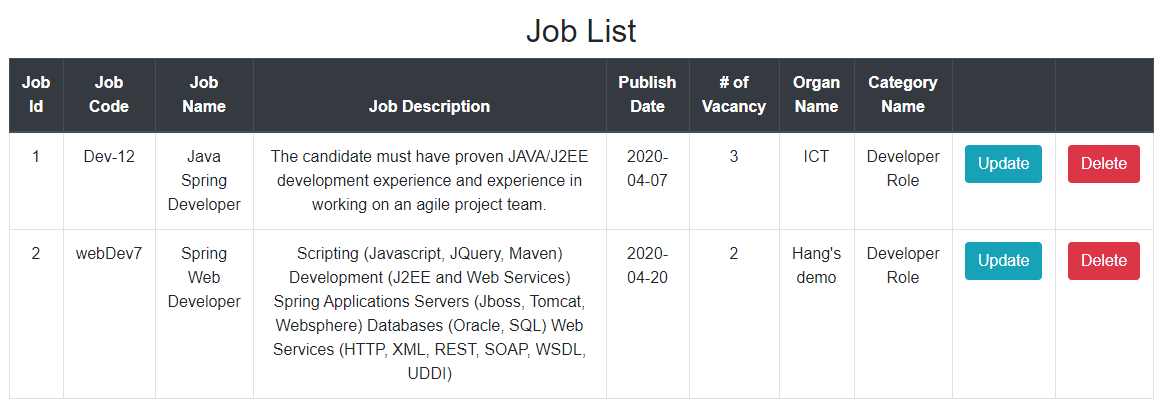 Job List
Job Id	Job Code	Job Name	Job Description	Publish Date	# of Vacancy	Organ Name	Category Name
1	Dev-12	Java Spring Developer	The candidate must have proven JAVA/J2EE development experience and experience in working on an agile project team.	2020-04-07	3	ICT	Developer Role	Update	Delete
2	webDev7	Spring Web Developer	Scripting (Javascript, JQuery, Maven) Development (J2EE and Web Services) Spring Applications Servers (Jboss, Tomcat, Websphere) Databases (Oracle, SQL) Web Services (HTTP, XML, REST, SOAP, WSDL, UDDI)	2020-04-20	2	Hang's demo	Developer Role	Update	Delete